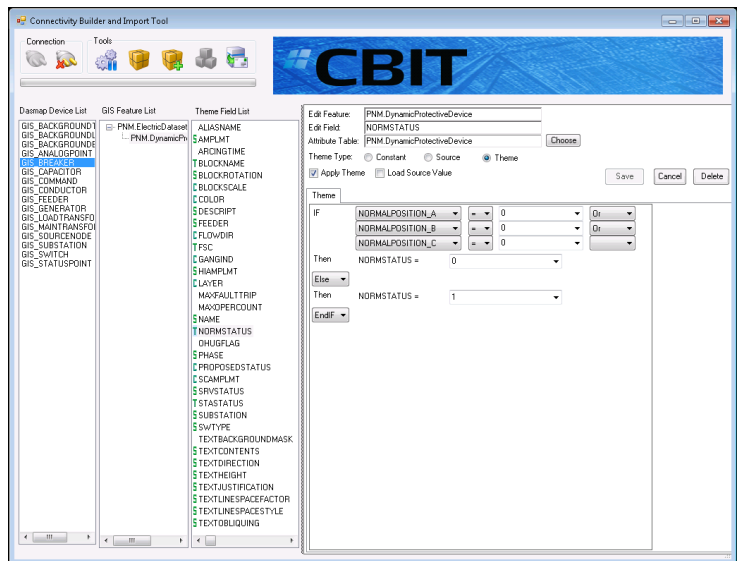 Connectivity Builder and Import Tool
Connection
Tools
CBIT
Dasmap Device List
GIS_BACKGROUND1
GIS_BACKGROUNDL
GIS_BACKGROUNDE
GIS_ANALOGPOINT
GIS_BREAKER
GIS_CAPACITOR
GIS_COMMAND
GIS_CONDUCTOR
GIS_FEEDER
GIS_GENERATOR
GIS_LOADTRANSFO
GIS_MAINTRANSFOI
GIS_SOURCENODE
GIS_SUBSTATION
GIS_SWITCH
GIS_STATUSPOINT
GIS Feature List
PNM.ElectricDataset
PNM.DynamicPr
Theme Field List
ALIASNAME
S AMPLMT
ARCINGTIME
T BLOCKNAME
S BLOCKROTATION
C BLOCKSCALE
C COLOR
S DESCRIPT
S FEEDER
C FLOWDIR
T FSC
C GANGIND
S HIAMPLMT
C LAYER
MAXFAULTTRIP
MAXOPERCOUNT
S NAME
T NORMSTATUS
OHUGFLAG
S PHASE
C PROPOSEDSTATUS
C SCAMPLMT
S SRVSTATUS
T STASTATUS
S SUBSTATION
S SWTYPE
TEXTBACKGROUNDMASK
S TEXTCONTENTS
S TEXTDIRECTION
S TEXTHEIGHT
S TEXTJUSTIFICATION
S TEXTLINESPACEFACTOR
S TEXTLINESPACESTYLE
S TEXTOBLIQUING
Edit Feature: PNM.DynamicProtectiveDevice
Edit Field: NORMSTATUS
Attribute Table: PNM.DynamicProtectiveDevice Choose
Theme Type: Constant Source Theme
Apply Theme Load Source Value Save Cancel Delete
Theme
IF NORMALPOSITION_A = 0 Or
NORMALPOSITION_B = 0 Or
NORMALPOSITION_C = 0
Then NORMSTATUS = 0
Else
Then NORMSTATUS = 1
EndIF